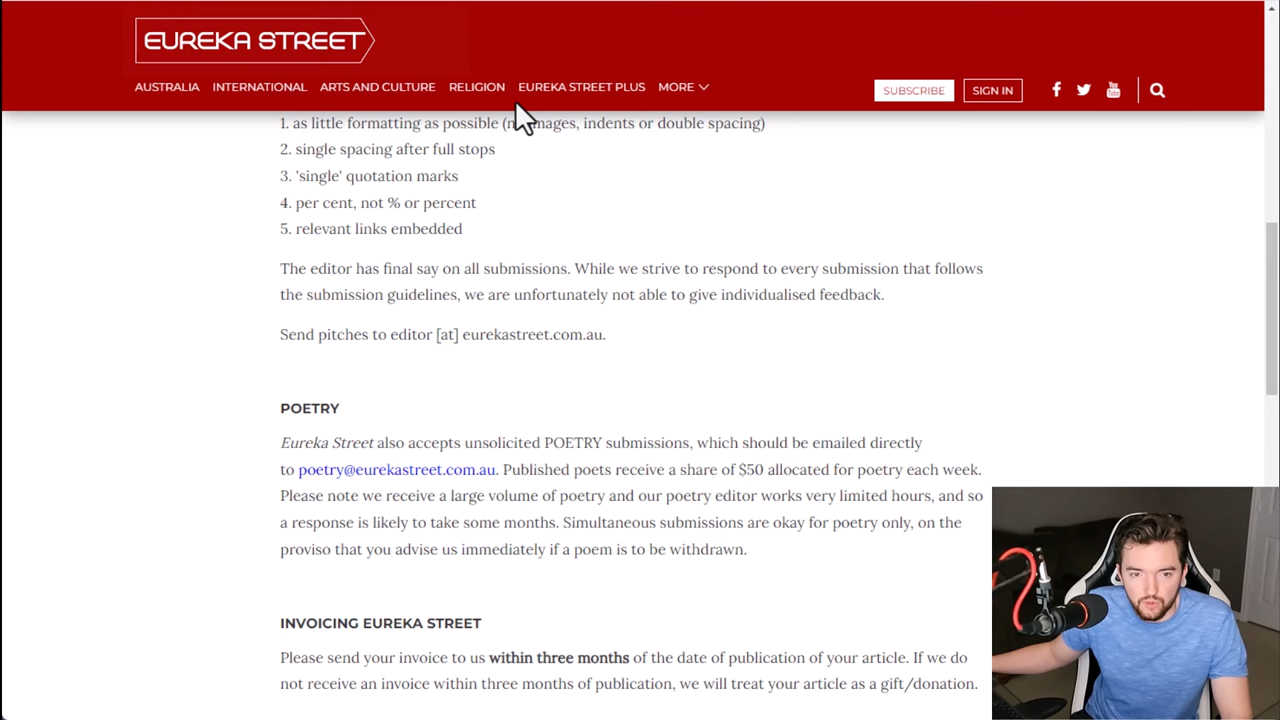 EUREKA STREET
AUSTRALIA INTERNATIONAL ARTS AND CULTURE RELIGION EUREKA STREET PLUS MORE SUBSCRIBE SIGN IN
1. as little formatting as possible (no images, indents or double spacing)
2. single spacing after full stops
3. 'single' quotation marks
4. per cent, not % or percent
5. relevant links embedded
The editor has final say on all submissions. While we strive to respond to every submission that follows
the submission guidelines, we are unfortunately not able to give individualised feedback.
Send pitches to editor [at] eurekastreet.com.au.
POETRY
Eureka Street also accepts unsolicited POETRY submissions, which should be emailed directly
to poetry@eurekastreet.com.au. Published poets receive a share of $50 allocated for poetry each week.
Please note we receive a large volume of poetry and our poetry editor works very limited hours, and so
a response is likely to take some months. Simultaneous submissions are okay for poetry only, on the
proviso that you advise us immediately if a poem is to be withdrawn.
INVOICING EUREKA STREET
Please send your invoice to us within three months of the date of publication of your article. If we do
not receive an invoice within three months of publication, we will treat your article as a gift/donation.